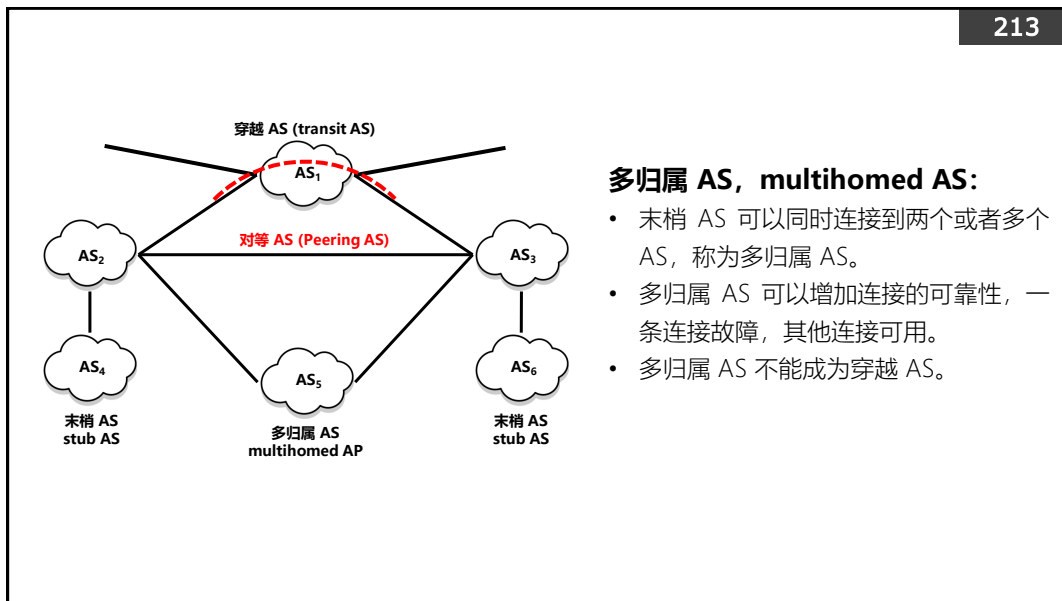 213
穿越 AS (transit AS)
AS₁
对等 AS (Peering AS)
AS₂
AS₃
AS₄
AS₅
AS₆
末梢 AS
stub AS
多归属 AS
multihomed AP
末梢 AS
stub AS
多归属 AS，multihomed AS：
• 末梢 AS 可以同时连接到两个或者多个
AS，称为多归属 AS。
• 多归属 AS 可以增加连接的可靠性，一
条连接故障，其他连接可用。
• 多归属 AS 不能成为穿越 AS。